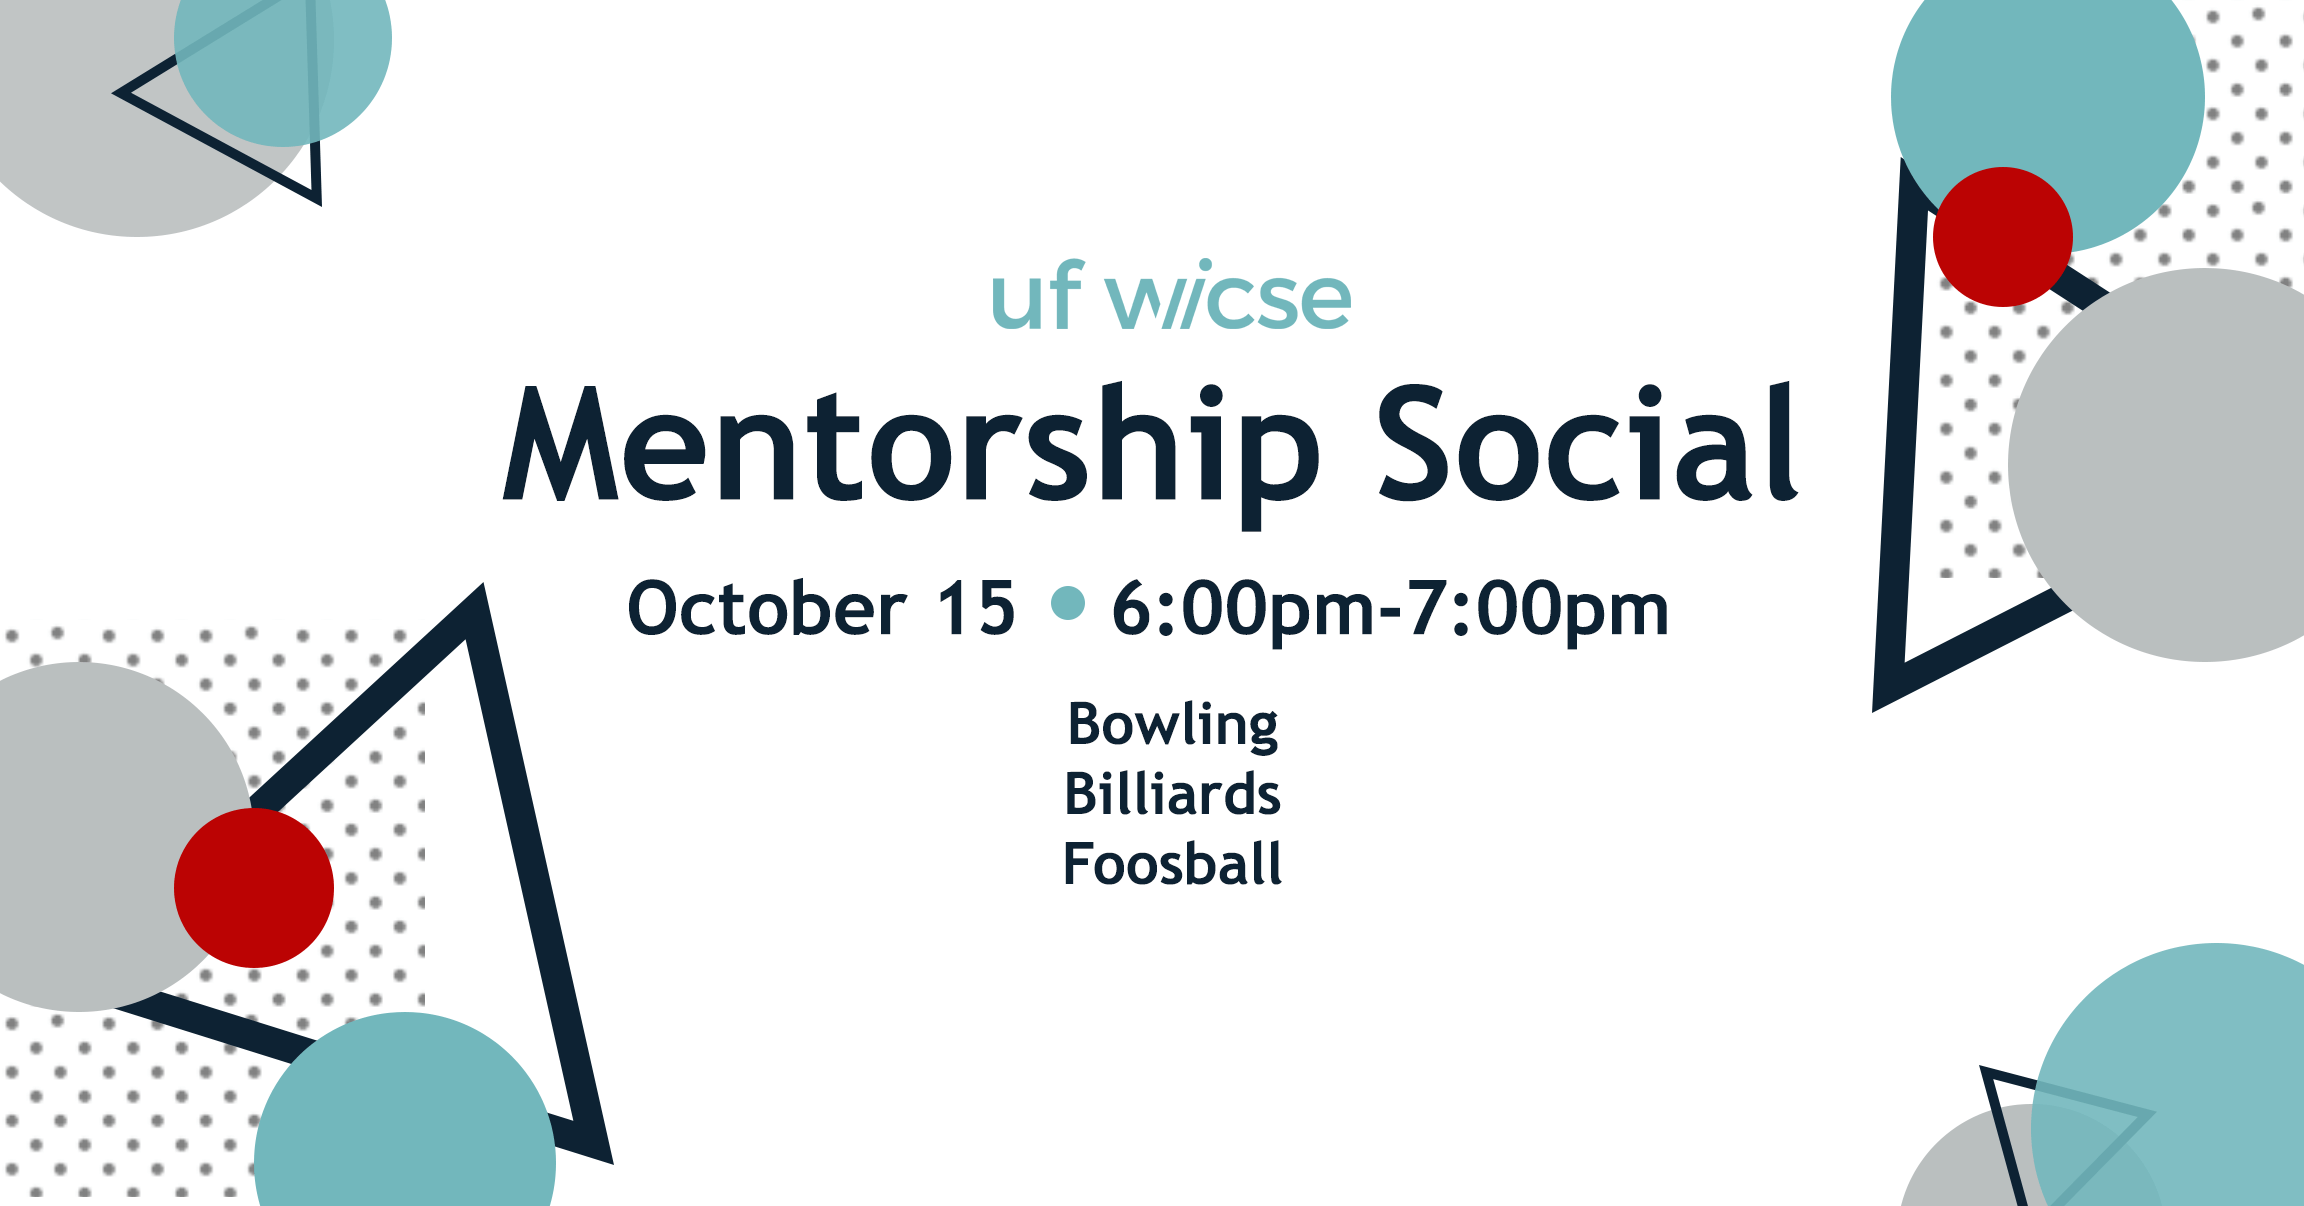 uf wicse
Mentorship Social
October 15 • 6:00pm-7:00pm
Bowling
Billiards
Foosball